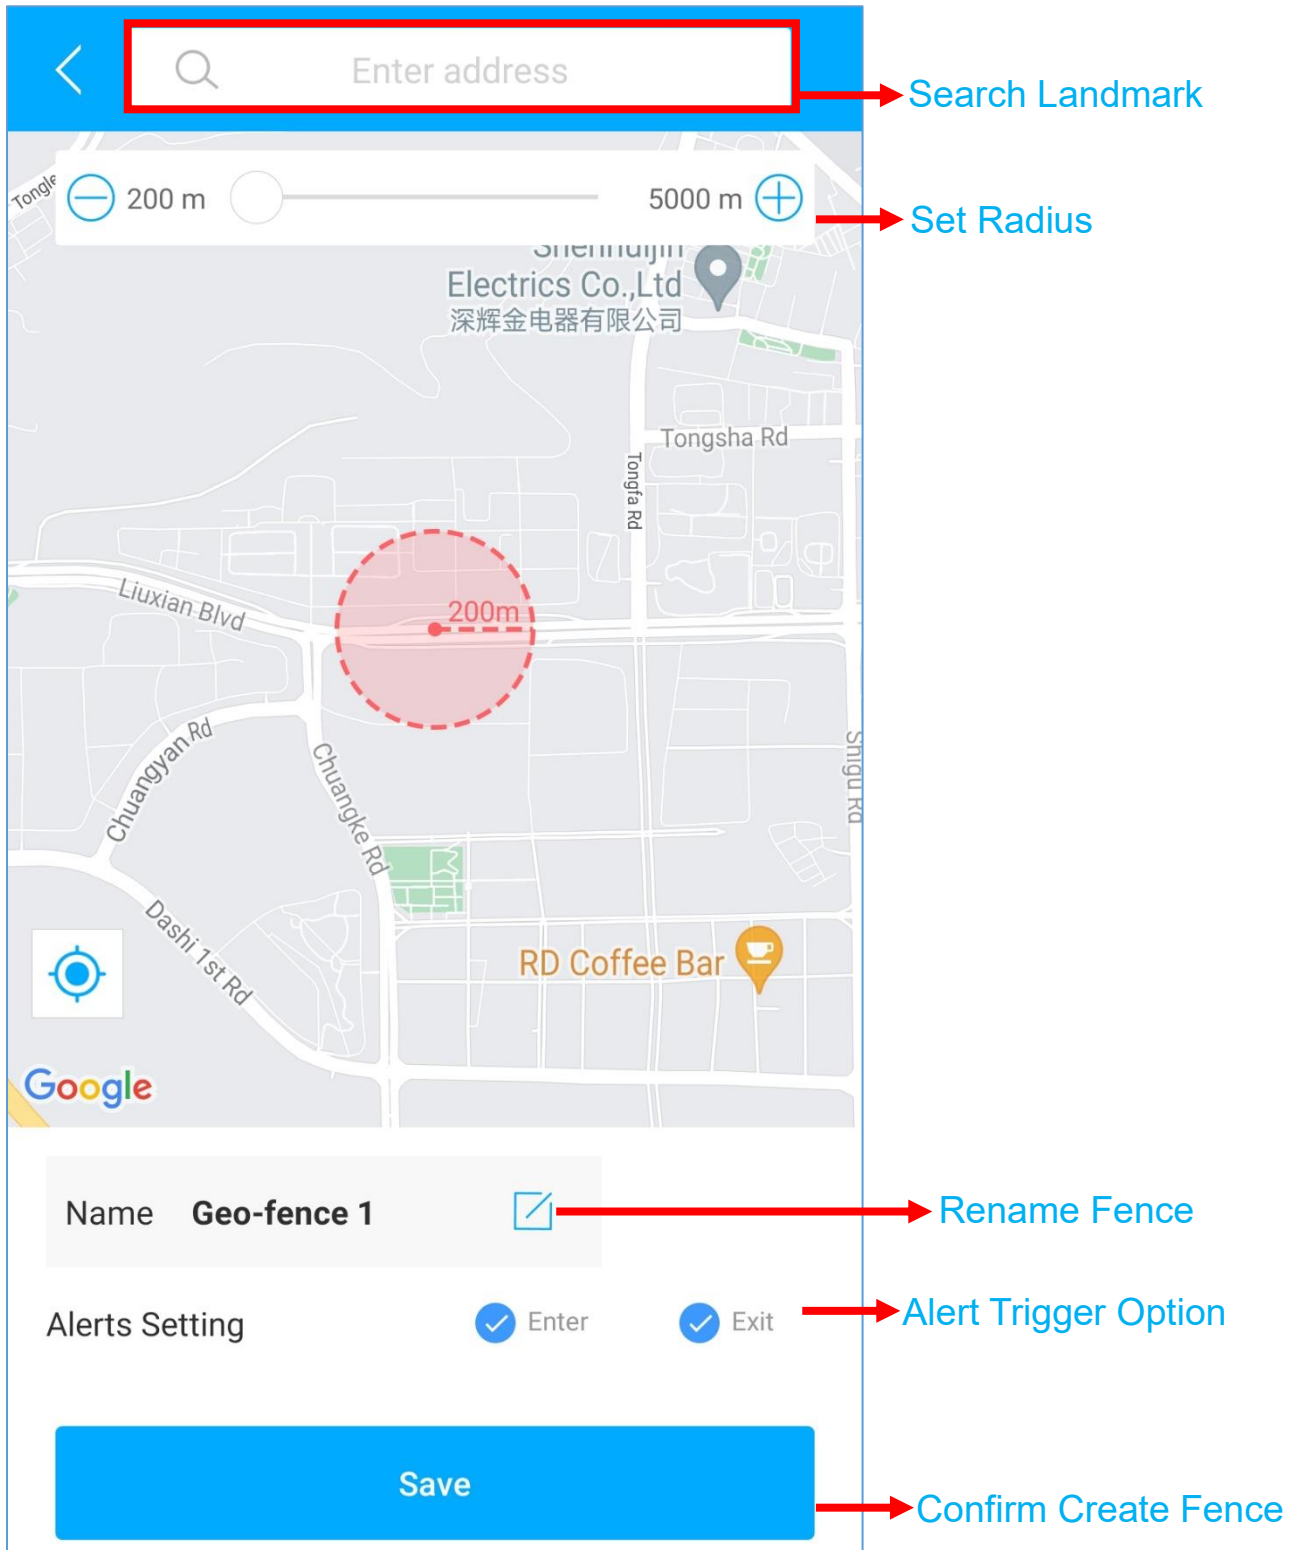 Enter address
Search Landmark
Tongle
200 m
5000 m
Set Radius
Shenhuijin
Electrics Co.,Ltd
深辉金电器有限公司
Tongsha Rd
Tongfa Rd
Liuxian Blvd
200m
Chuangyan Rd
Chuangke Rd
Shigu Rd
Dashi 1st Rd
RD Coffee Bar
Google
Name Geo-fence 1
Rename Fence
Alerts Setting
Enter
Exit
Alert Trigger Option
Save
Confirm Create Fence